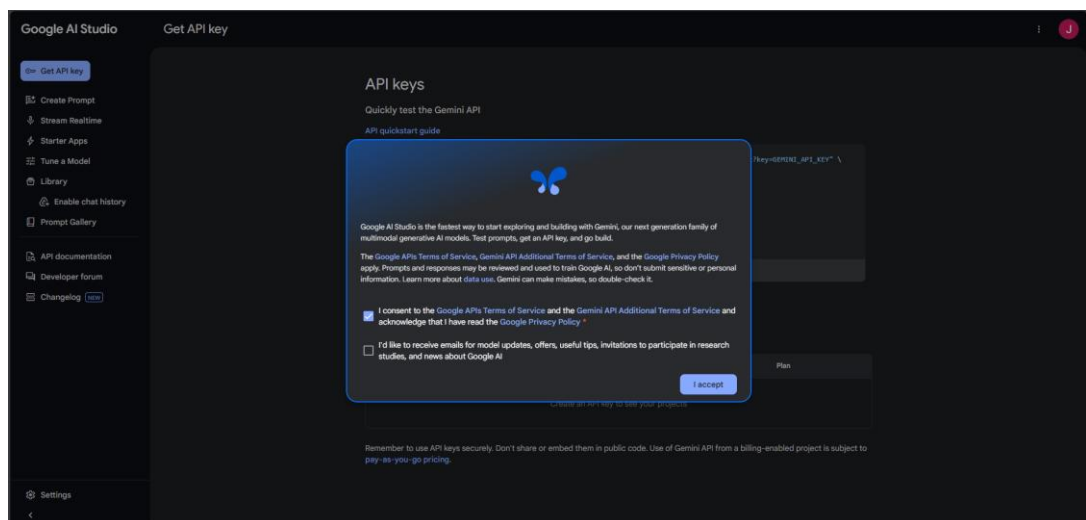 Google AI Studio
Get API key
J
Get API key
Create Prompt
Stream Realtime
Starter Apps
Tune a Model
Library
Enable chat history
Prompt Gallery
API documentation
Developer forum
Changelog NEW
Settings
API keys
Quickly test the Gemini API
API quickstart guide
?key=GEMINI_API_KEY" \
Google AI Studio is the fastest way to start exploring and building with Gemini, our next generation family of
multimodal generative AI models. Test prompts, get an API key, and go build.
The Google APIs Terms of Service, Gemini API Additional Terms of Service, and the Google Privacy Policy
apply. Prompts and responses may be reviewed and used to train Google AI, so don't submit sensitive or personal
information. Learn more about data use. Gemini can make mistakes, so double-check it.
I consent to the Google APIs Terms of Service and the Gemini API Additional Terms of Service and
acknowledge that I have read the Google Privacy Policy *
I'd like to receive emails for model updates, offers, useful tips, invitations to participate in research
studies, and news about Google AI
I accept
Plan
Create an API key to see your projects
Remember to use API keys securely. Don't share or embed them in public code. Use of Gemini API from a billing-enabled project is subject to
pay-as-you-go pricing.